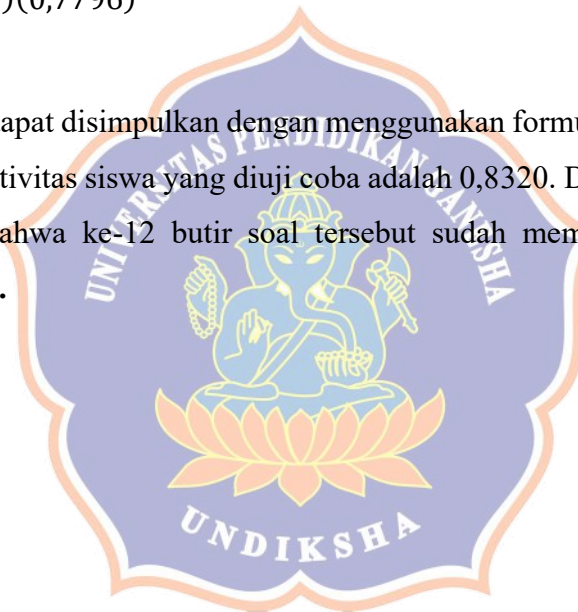 )(0,7796)
apat disimpulkan dengan menggunakan formu
tivitas siswa yang diuji coba adalah 0,8320. D
ahwa ke-12 butir soal tersebut sudah mem
.
UNIVERSITAS PENDIDIKAN GANESHA
UNDIKSHA